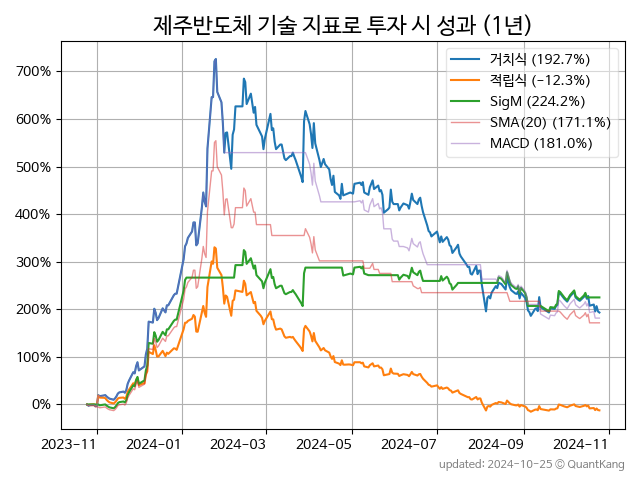 제주반도체 기술 지표로 투자 시 성과 (1년)
거치식 (192.7%)
적립식 (−12.3%)
SigM (224.2%)
SMA(20) (171.1%)
MACD (181.0%)
700%
600%
500%
400%
300%
200%
100%
0%
2023−11 2024−01 2024−03 2024−05 2024−07 2024−09 2024−11
updated: 2024-10-25 © QuantKang